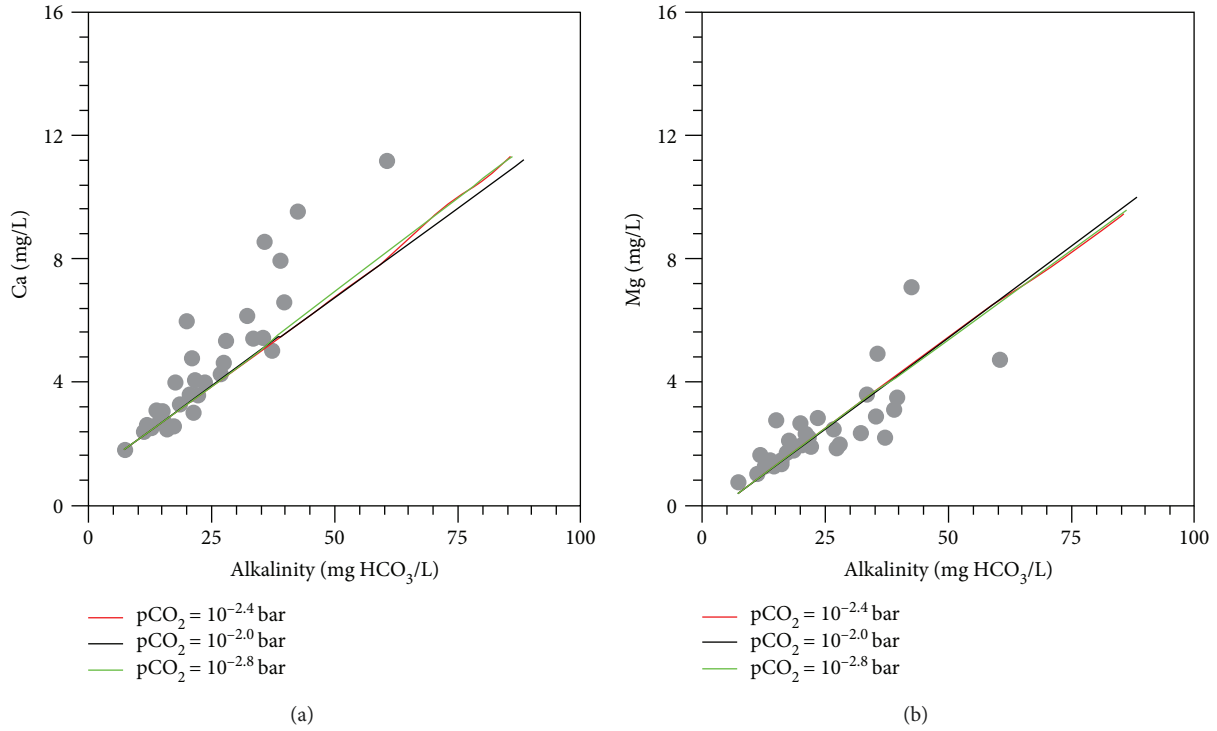 16
12
8
4
0
Ca (mg/L)
0 25 50 75 100
Alkalinity (mg HCO₃/L)
pCO₂ = 10⁻²·⁴ bar
pCO₂ = 10⁻²·⁰ bar
pCO₂ = 10⁻²·⁸ bar
(a)
16
12
8
4
0
Mg (mg/L)
0 25 50 75 100
Alkalinity (mg HCO₃/L)
pCO₂ = 10⁻²·⁴ bar
pCO₂ = 10⁻²·⁰ bar
pCO₂ = 10⁻²·⁸ bar
(b)